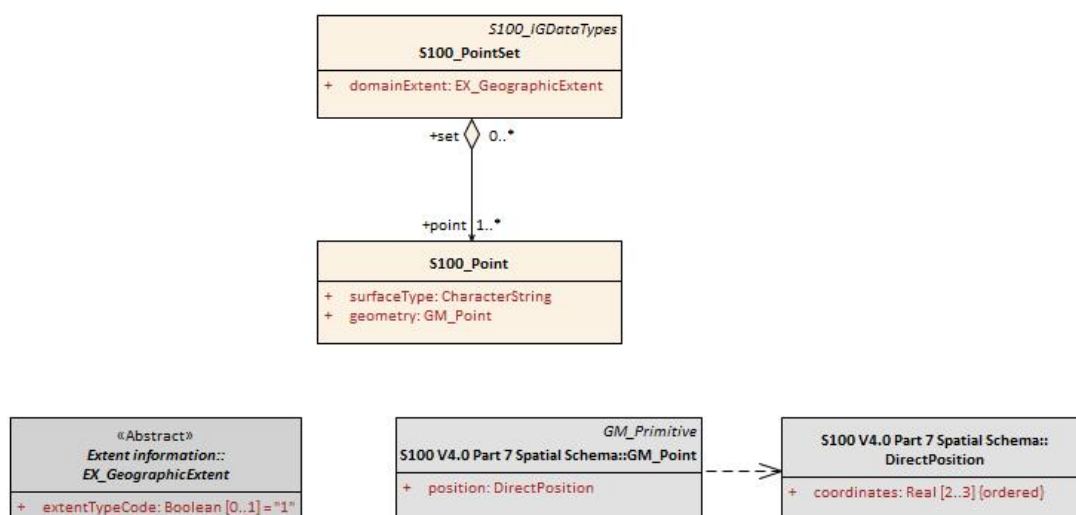 S100_IGDataTypes
S100_PointSet
+ domainExtent: EX_GeographicExtent
+set 0..*
+point 1..*
S100_Point
+ surfaceType: CharacterString
+ geometry: GM_Point
«Abstract»
Extent information::
EX_GeographicExtent
+ extentTypeCode: Boolean [0..1] = "1"
GM_Primitive
S100 V4.0 Part 7 Spatial Schema::GM_Point
+ position: DirectPosition
S100 V4.0 Part 7 Spatial Schema::
DirectPosition
+ coordinates: Real [2..3] {ordered}